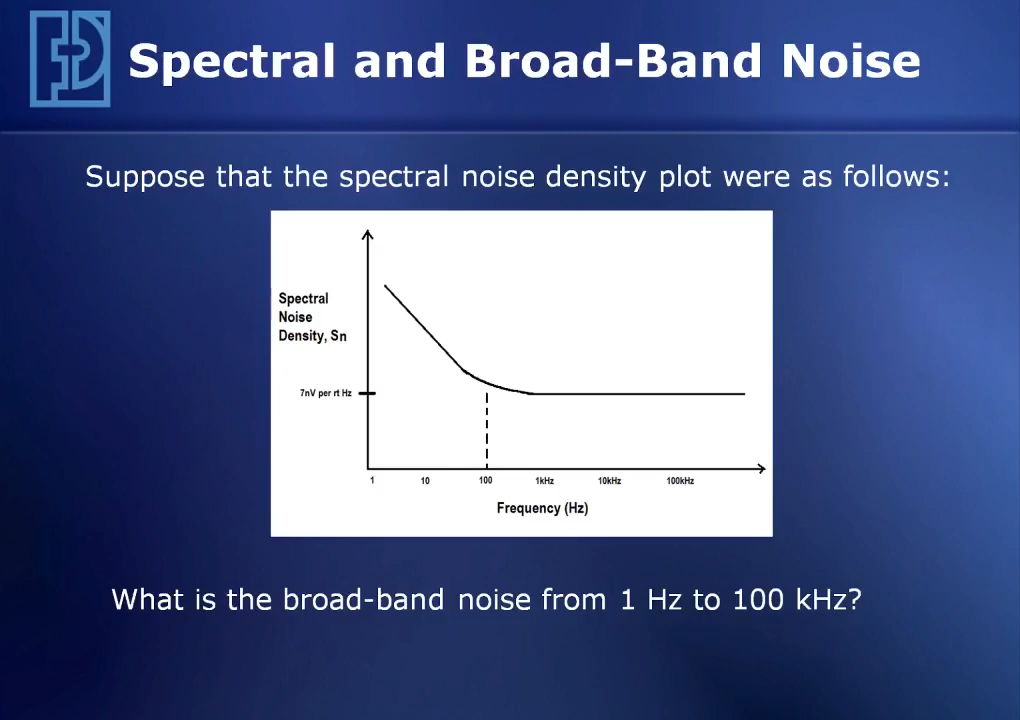 Spectral and Broad-Band Noise
Suppose that the spectral noise density plot were as follows:
Spectral
Noise
Density, Sn
7nV per rt Hz
1 10 100 1kHz 10kHz 100kHz
Frequency (Hz)
What is the broad-band noise from 1 Hz to 100 kHz?